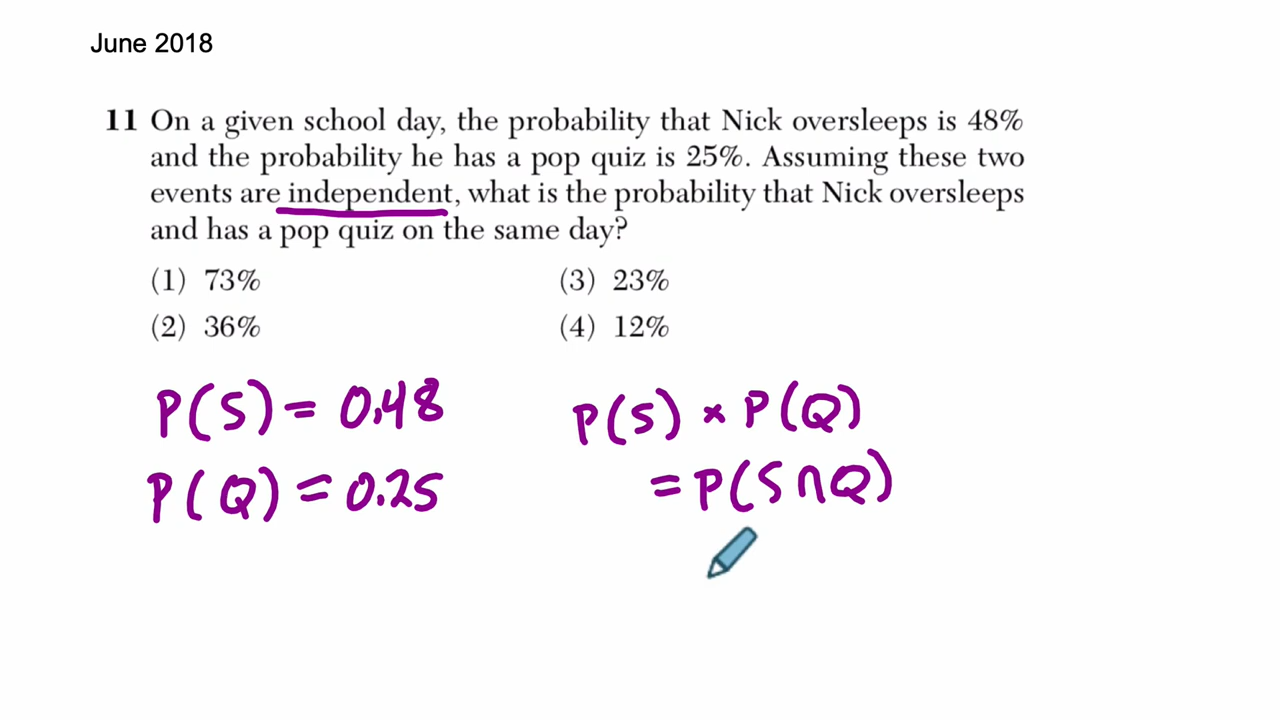 June 2018
11 On a given school day, the probability that Nick oversleeps is 48%
and the probability he has a pop quiz is 25%. Assuming these two
events are independent, what is the probability that Nick oversleeps
and has a pop quiz on the same day?
(1) 73% (3) 23%
(2) 36% (4) 12%
P(S) = 0.48
P(Q) = 0.25
P(S) × P(Q)
= P(S ∩ Q)